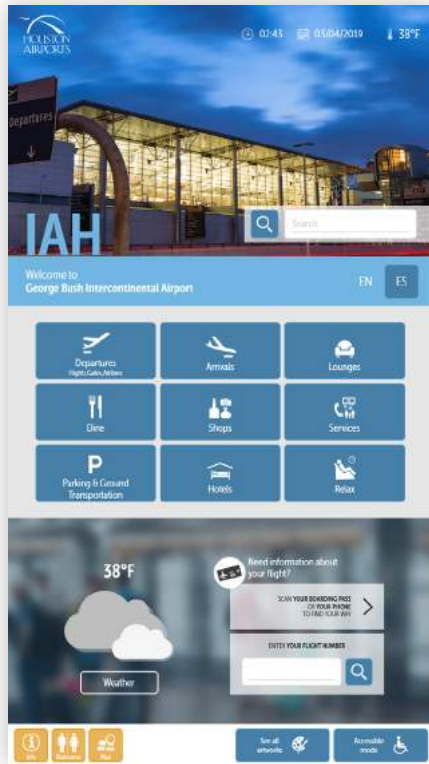 HOUSTON
AIRPORTS
02:43 03/04/2019 38°F
Departures
IAH
Search
Welcome to
George Bush Intercontinental Airport
EN ES
Departures
Flights, Gates, Airlines
Arrivals
Lounges
Dine
Shops
Services
P
Parking & Ground
Transportation
Hotels
Relax
38°F
Weather
Need information about
your flight?
SCAN YOUR BOARDING PASS
OR YOUR PHONE
TO FIND YOUR WAY
ENTER YOUR FLIGHT NUMBER
Info
Restrooms
Map
See all
artworks
Accessible
mode